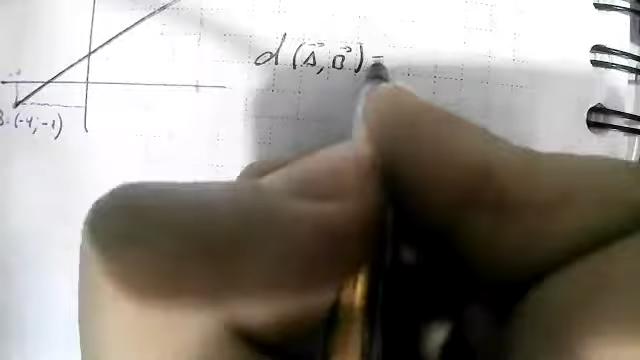 d(A⃗, B⃗) =
B = (-4; -1)